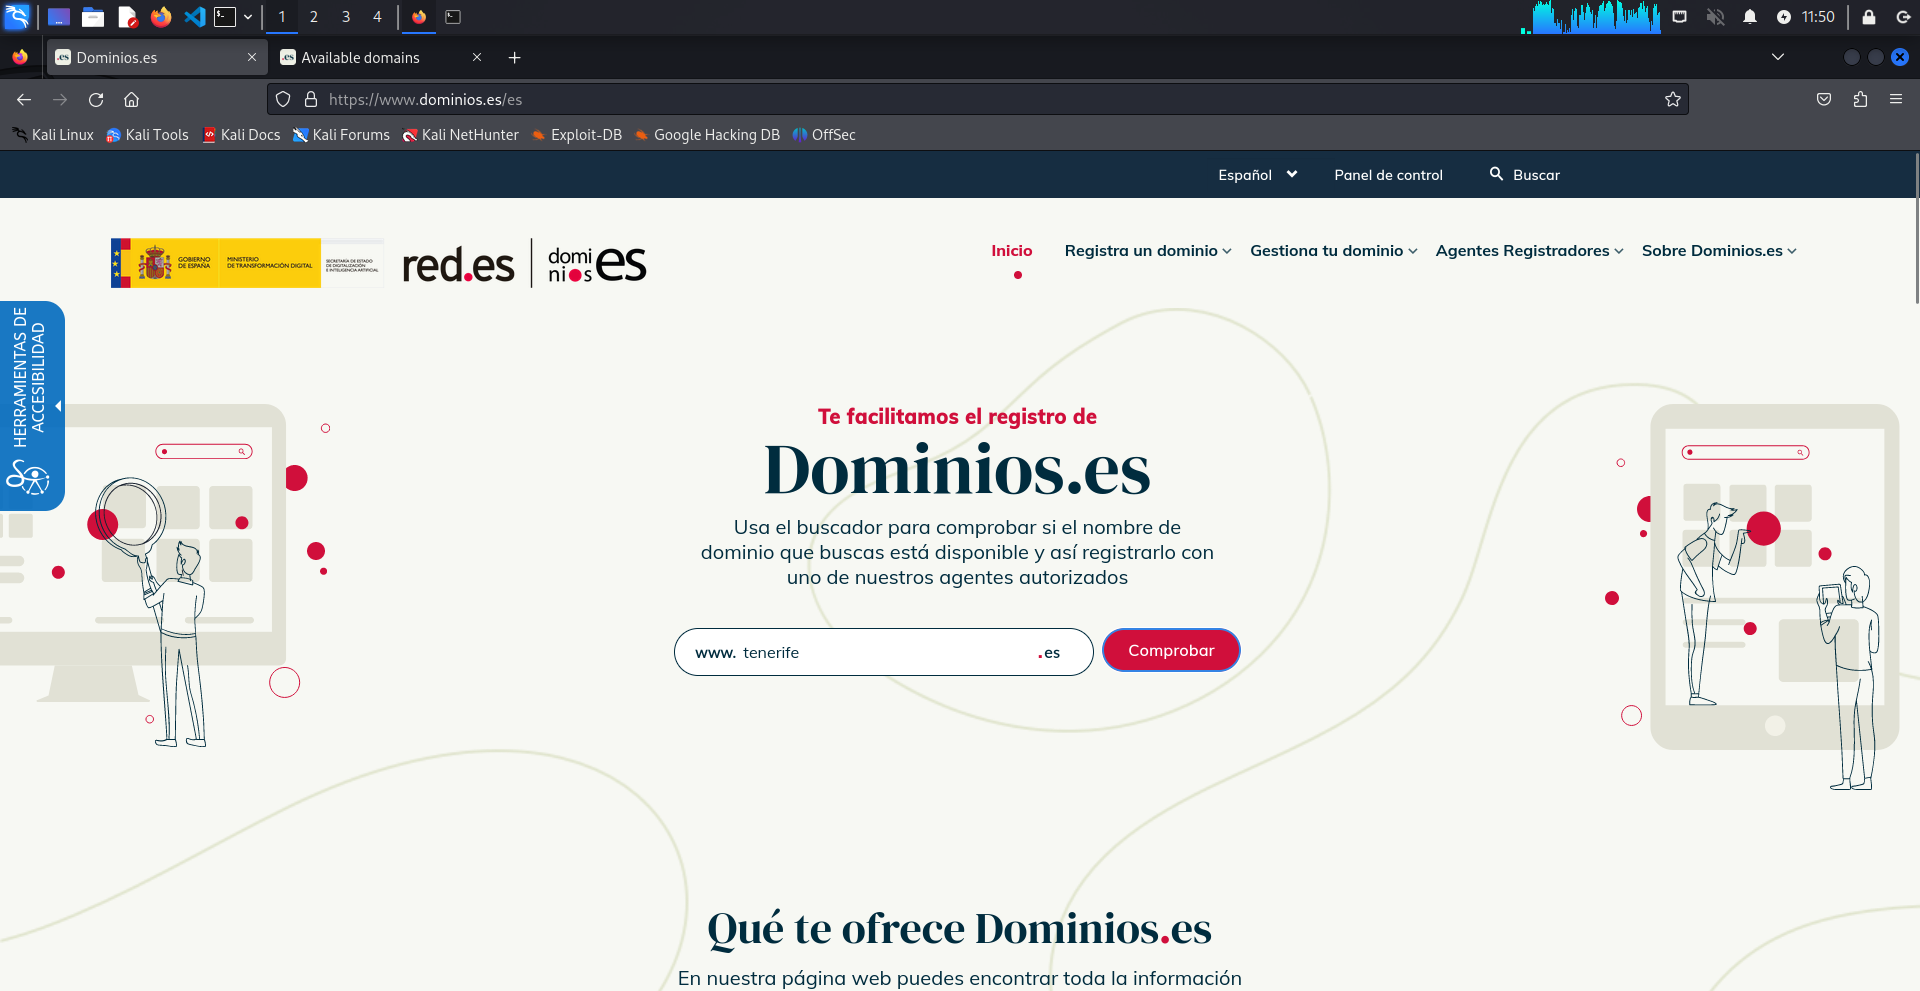 1 2 3 4 11:50
.es Dominios.es .es Available domains
https://www.dominios.es/es
Kali Linux Kali Tools Kali Docs Kali Forums Kali NetHunter Exploit-DB Google Hacking DB OffSec
Español Panel de control Buscar
GOBIERNO DE ESPAÑA
MINISTERIO DE TRANSFORMACIÓN DIGITAL
SECRETARÍA DE ESTADO DE DIGITALIZACIÓN E INTELIGENCIA ARTIFICIAL
red.es
domi
ni s
es
Inicio Registra un dominio Gestiona tu dominio Agentes Registradores Sobre Dominios.es
HERRAMIENTAS DE
ACCESIBILIDAD
Te facilitamos el registro de
Dominios.es
Usa el buscador para comprobar si el nombre de
dominio que buscas está disponible y así registrarlo con
uno de nuestros agentes autorizados
www. tenerife .es Comprobar
Qué te ofrece Dominios.es
En nuestra página web puedes encontrar toda la información